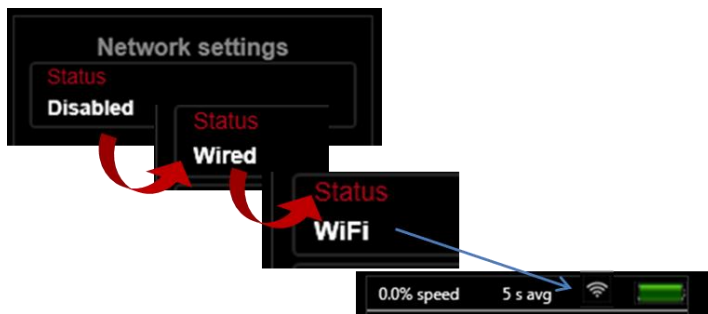 Network settings
Status
Disabled
Status
Wired
Status
WiFi
0.0% speed 5 s avg